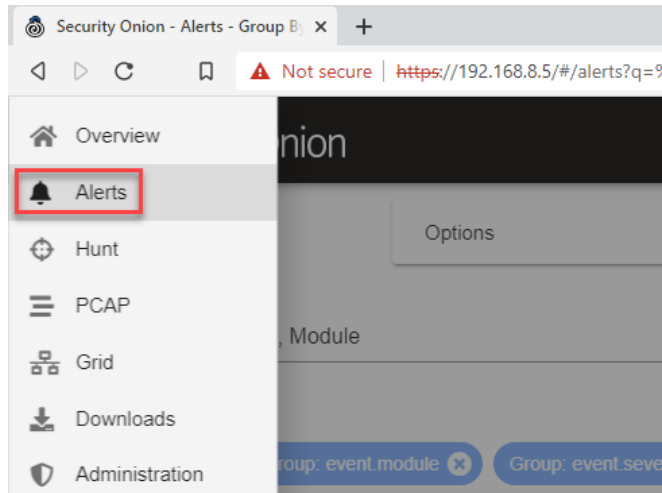 Security Onion - Alerts - Group B
Not secure | https://192.168.8.5/#/alerts?q=%
Overview
nion
Alerts
Options
Hunt
PCAP
, Module
Grid
Downloads
roup: event.module
Group: event.seve
Administration